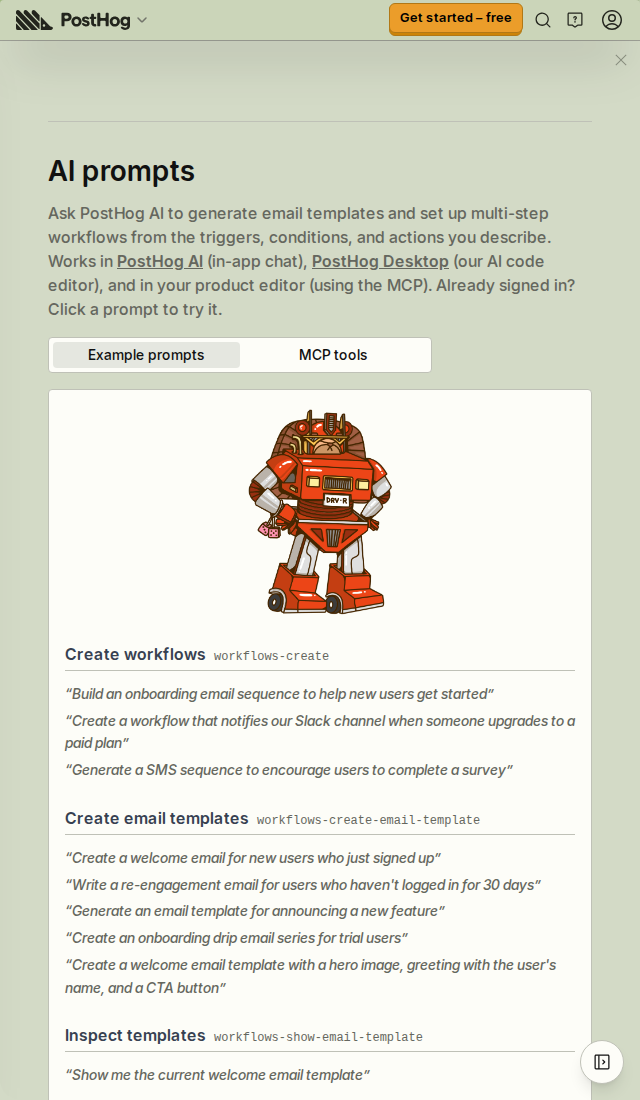 PostHog
Get started – free
AI prompts
Ask PostHog AI to generate email templates and set up multi-step
workflows from the triggers, conditions, and actions you describe.
Works in PostHog AI (in-app chat), PostHog Desktop (our AI code
editor), and in your product editor (using the MCP). Already signed in?
Click a prompt to try it.
Example prompts
MCP tools
DRV-R
Create workflows workflows-create
“Build an onboarding email sequence to help new users get started”
“Create a workflow that notifies our Slack channel when someone upgrades to a
paid plan”
“Generate a SMS sequence to encourage users to complete a survey”
Create email templates workflows-create-email-template
“Create a welcome email for new users who just signed up”
“Write a re-engagement email for users who haven't logged in for 30 days”
“Generate an email template for announcing a new feature”
“Create an onboarding drip email series for trial users”
“Create a welcome email template with a hero image, greeting with the user's
name, and a CTA button”
Inspect templates workflows-show-email-template
“Show me the current welcome email template”